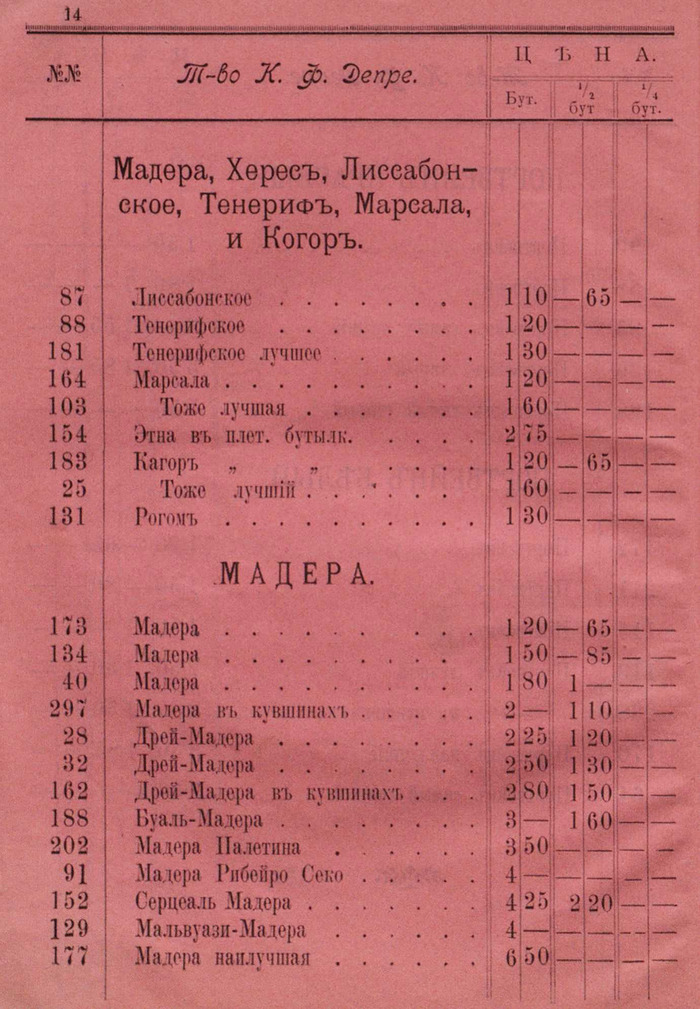 14
№№ Т-во К. Ф. Депре. ЦѢНА.
Бут. 1/2 бут 1/4 бут.
Мадера, Хересъ, Лиссабон-
ское, Тенерифъ, Марсала,
и Когоръ.
87 Лиссабонское . . . . . . . . 1 10 — 65 — —
88 Тенерифское . . . . . . . . 1 20 — — — —
181 Тенерифское лучшее . . . . . . 1 30 — — — —
164 Марсала . . . . . . . . . . 1 20 — — — —
103 Тоже лучшая . . . . . . . 1 60 — — — —
154 Этна въ плет. бутылк. . . . . 2 75 — — — —
183 Кагоръ „ „ . . . . . 1 20 — 65 — —
25 Тоже лучшій . . . . . . . 1 60 — — — —
131 Рогомъ . . . . . . . . . . 1 30 — — — —
МАДЕРА.
173 Мадера . . . . . . . . . 1 20 — 65 — —
134 Мадера . . . . . . . . . 1 50 — 85 — —
40 Мадера . . . . . . . . . . 1 80 1 — — —
297 Мадера въ кувшинахъ . . . . . 2 — 1 10 — —
28 Дрей-Мадера . . . . . . . . 2 25 1 20 — —
32 Дрей-Мадера . . . . . . . . 2 50 1 30 — —
162 Дрей-Мадера въ кувшинахъ . . . 2 80 1 50 — —
188 Буаль-Мадера . . . . . . . . 3 — 1 60 — —
202 Мадера Палетина . . . . . . 3 50 — — — —
91 Мадера Рибейро Секо . . . . . 4 — — — — —
152 Серцеаль Мадера . . . . . . . 4 25 2 20 — —
129 Мальвуази-Мадера . . . . . . 4 — — — — —
177 Мадера наилучшая . . . . . . 6 50 — — — —